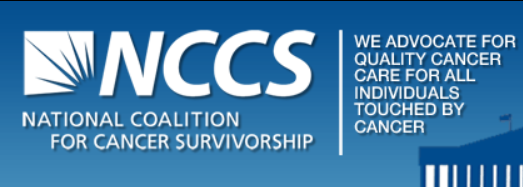 NCCS
NATIONAL COALITION
FOR CANCER SURVIVORSHIP
WE ADVOCATE FOR
QUALITY CANCER
CARE FOR ALL
INDIVIDUALS
TOUCHED BY
CANCER